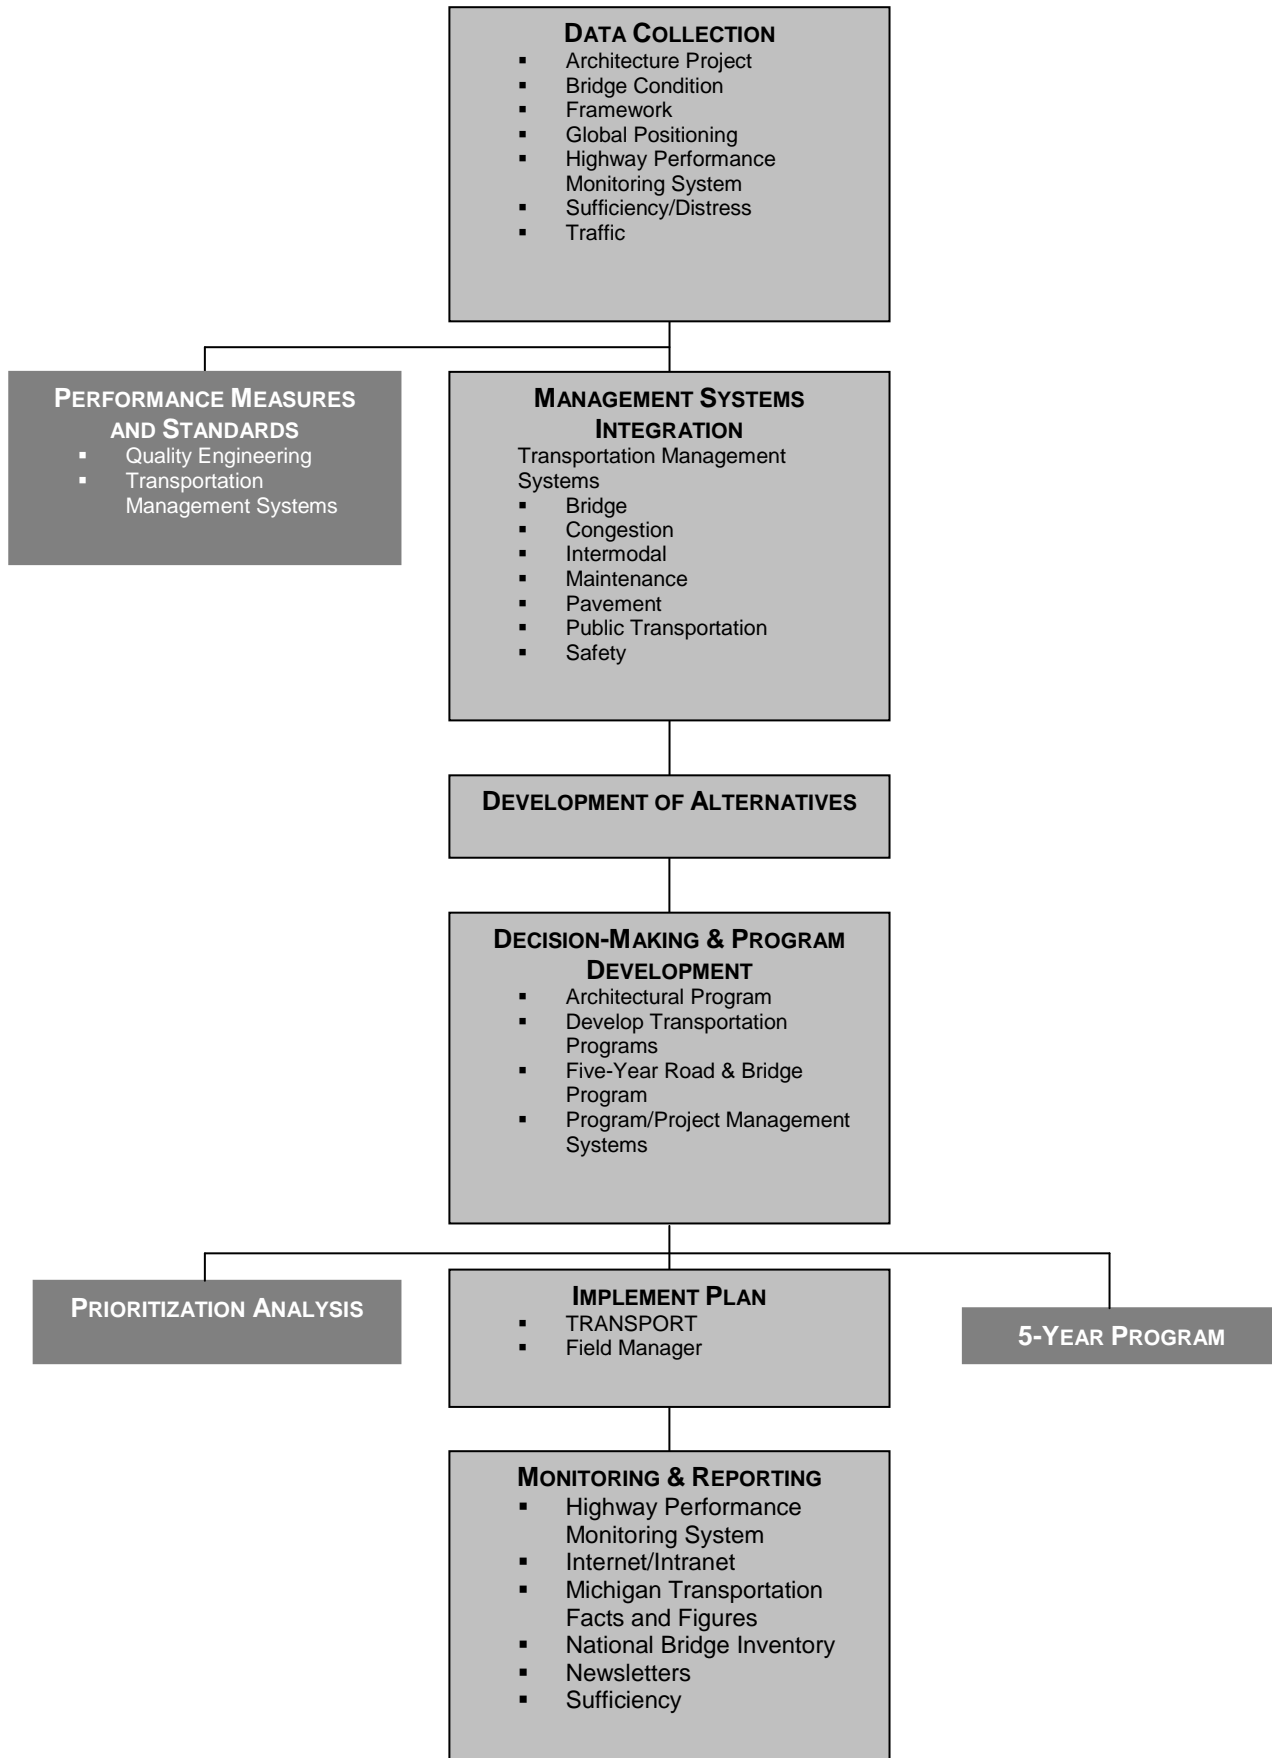 DATA COLLECTION
▪ Architecture Project
▪ Bridge Condition
▪ Framework
▪ Global Positioning
▪ Highway Performance
Monitoring System
▪ Sufficiency/Distress
▪ Traffic
PERFORMANCE MEASURES
AND STANDARDS
▪ Quality Engineering
▪ Transportation
Management Systems
MANAGEMENT SYSTEMS
INTEGRATION
Transportation Management
Systems
▪ Bridge
▪ Congestion
▪ Intermodal
▪ Maintenance
▪ Pavement
▪ Public Transportation
▪ Safety
DEVELOPMENT OF ALTERNATIVES
DECISION-MAKING & PROGRAM
DEVELOPMENT
▪ Architectural Program
▪ Develop Transportation
Programs
▪ Five-Year Road & Bridge
Program
▪ Program/Project Management
Systems
PRIORITIZATION ANALYSIS
IMPLEMENT PLAN
▪ TRANSPORT
▪ Field Manager
5-YEAR PROGRAM
MONITORING & REPORTING
▪ Highway Performance
Monitoring System
▪ Internet/Intranet
▪ Michigan Transportation
Facts and Figures
▪ National Bridge Inventory
▪ Newsletters
▪ Sufficiency